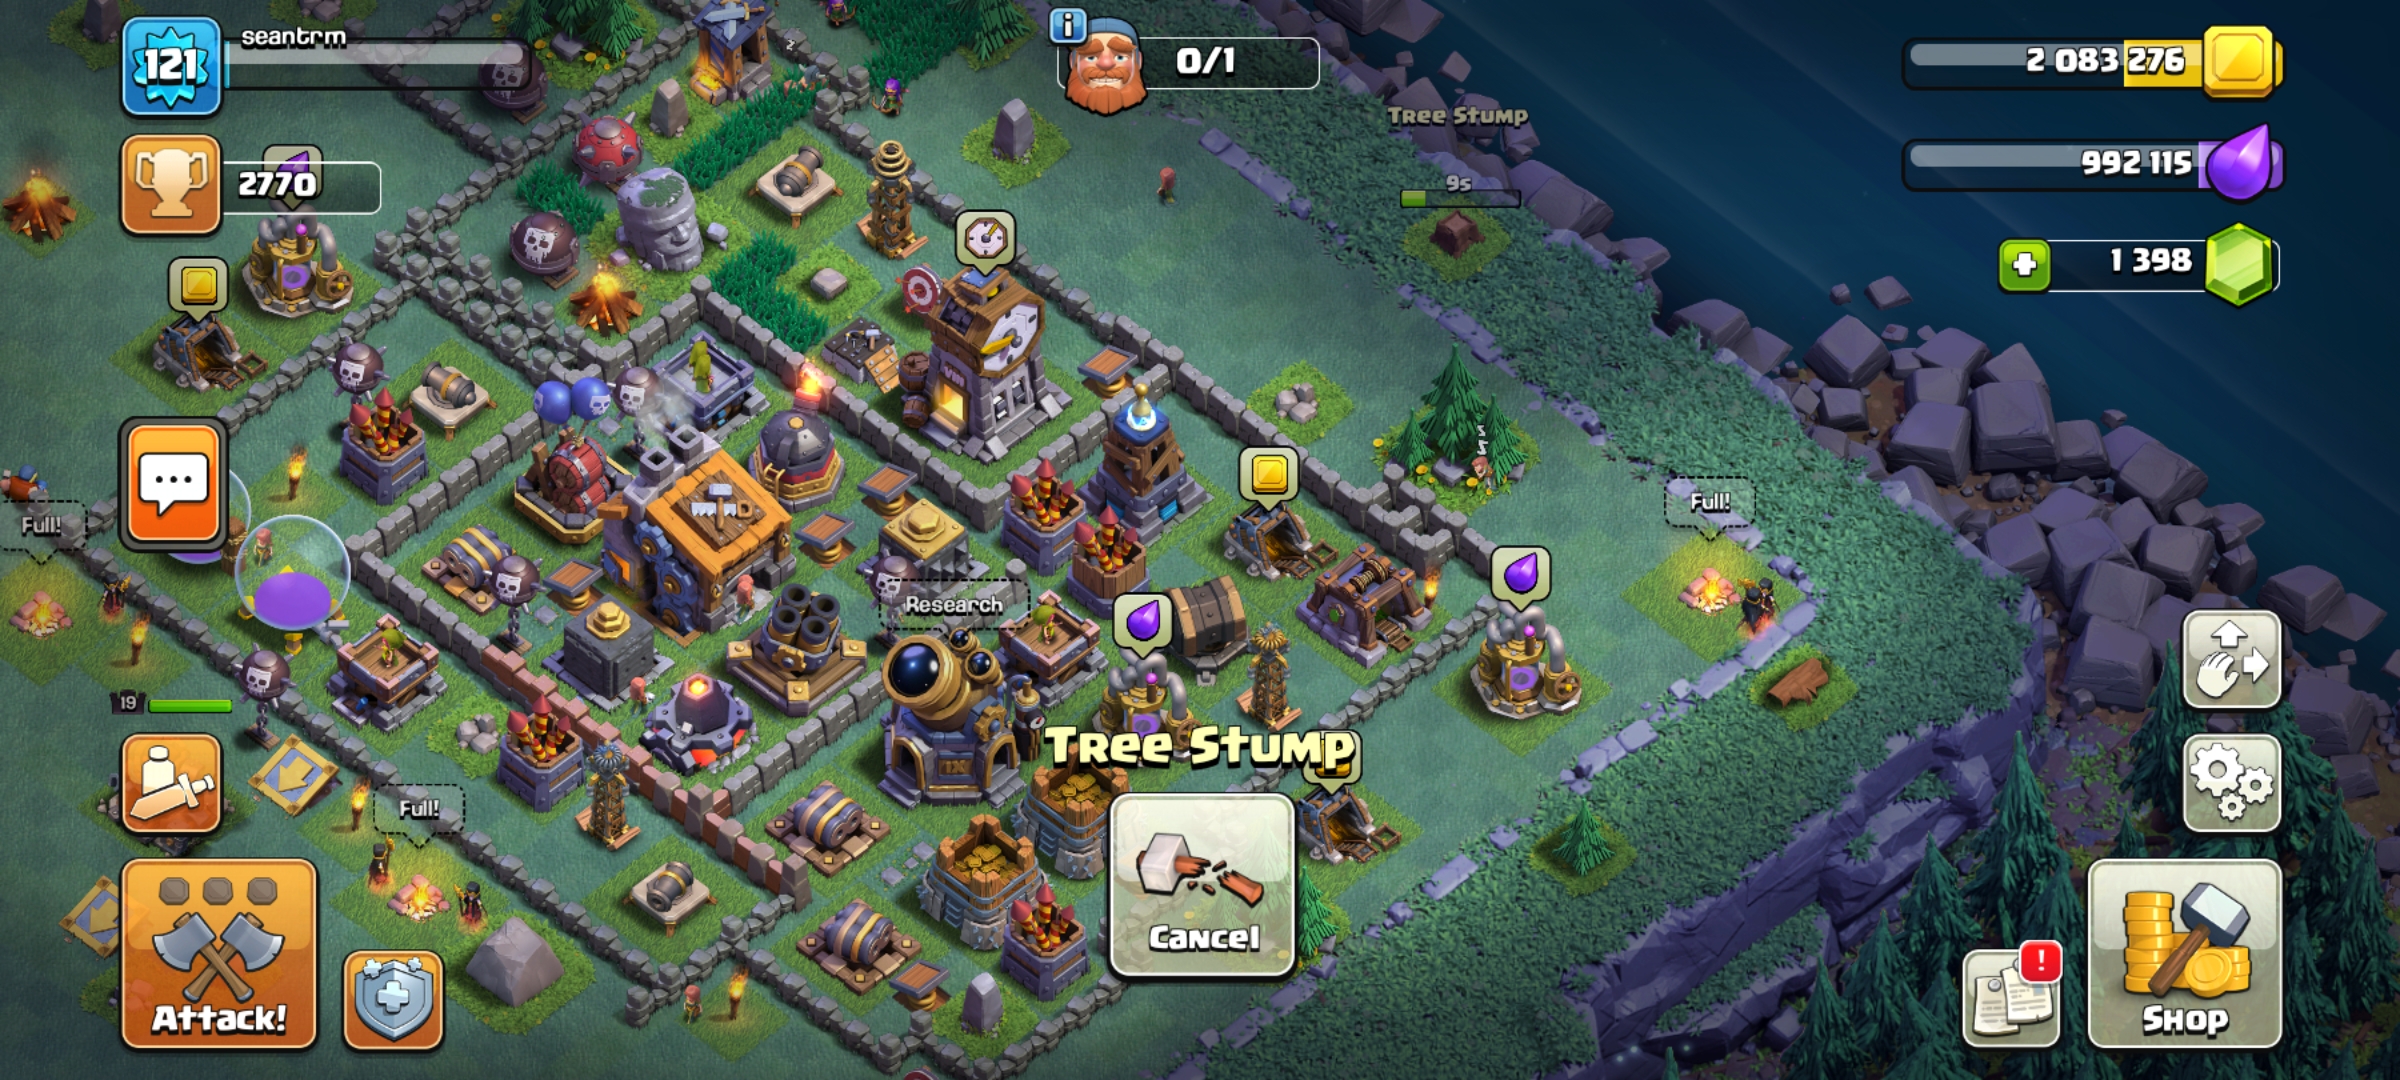 121
seantrm
0/1
2 083 276
Tree Stump
9s
2770
992 115
1 398
Full!
Full!
Research
19
Tree Stump
Full!
Cancel
Attack!
Shop